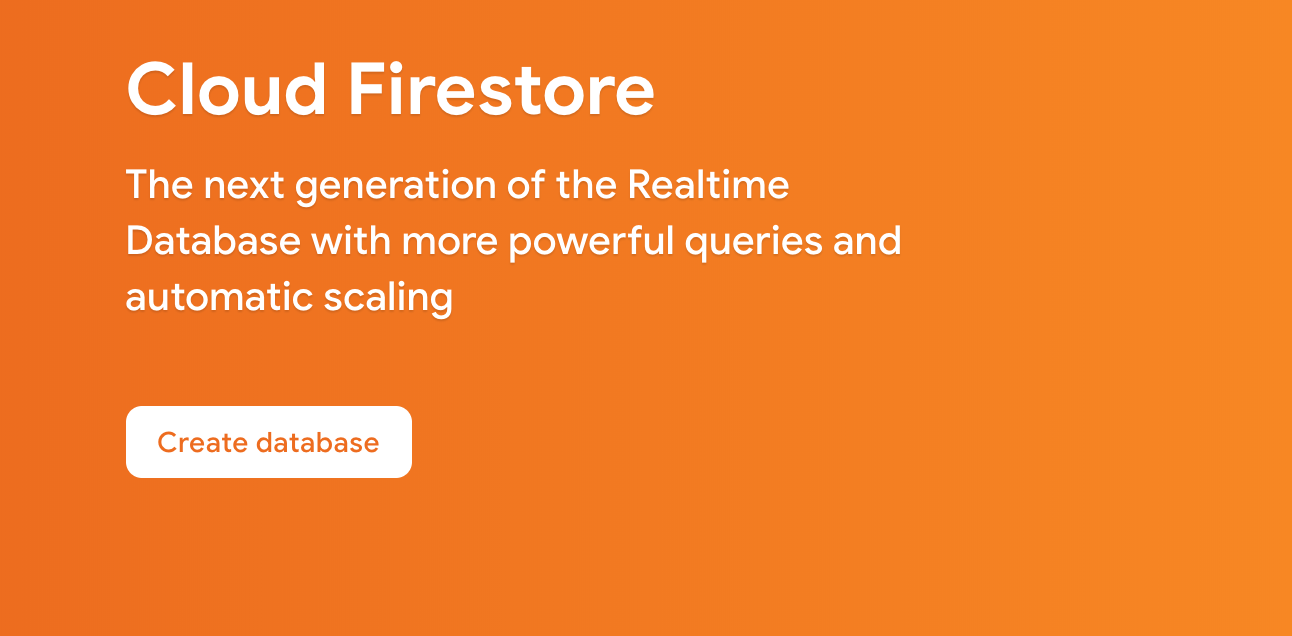 Cloud Firestore
The next generation of the Realtime
Database with more powerful queries and
automatic scaling
Create database